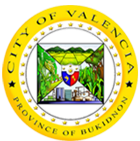 CITY OF VALENCIA
PROVINCE OF BUKIDNON